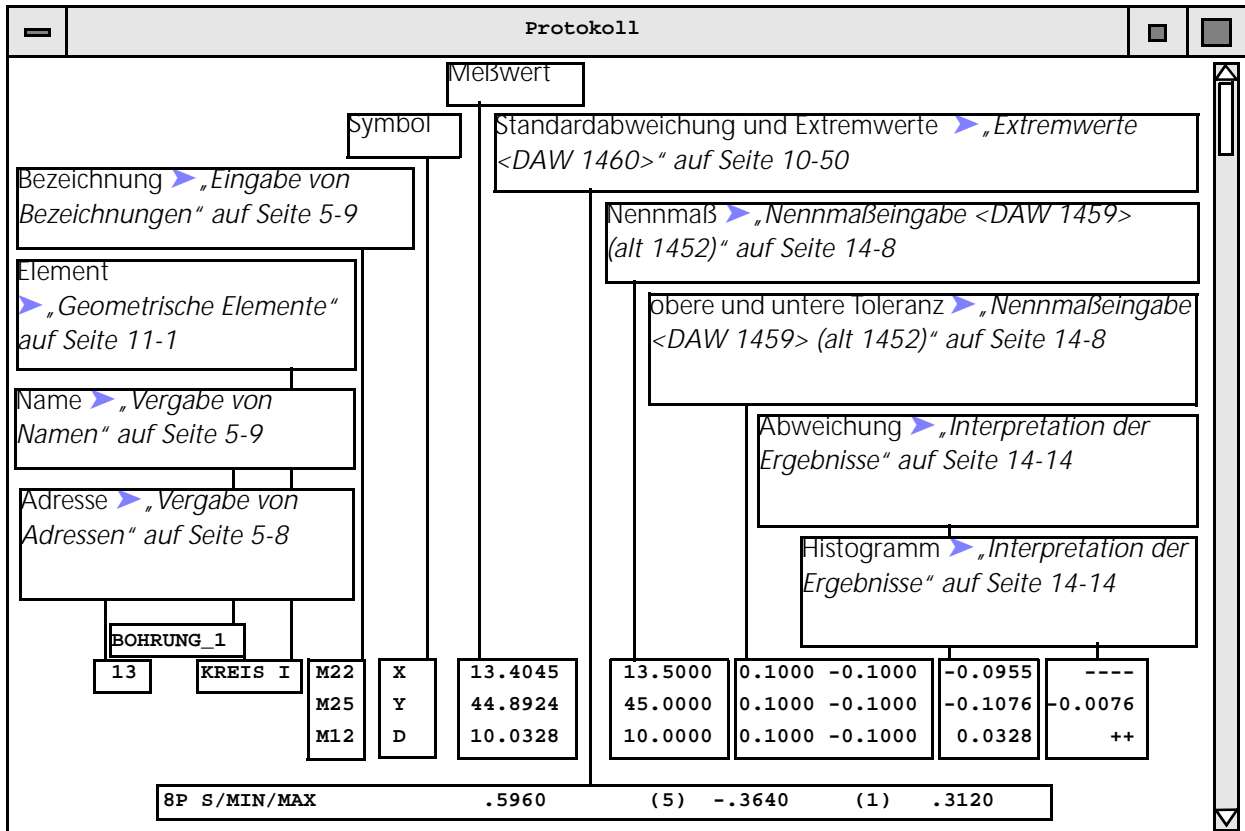 Protokoll
Meßwert
Symbol
Standardabweichung und Extremwerte ➤ „Extremwerte
<DAW 1460>“ auf Seite 10-50
Bezeichnung ➤ „Eingabe von
Bezeichnungen“ auf Seite 5-9
Nennmaß ➤ „Nennmaßeingabe <DAW 1459>
(alt 1452)“ auf Seite 14-8
Element
➤ „Geometrische Elemente“
auf Seite 11-1
obere und untere Toleranz ➤ „Nennmaßeingabe
<DAW 1459> (alt 1452)“ auf Seite 14-8
Name ➤ „Vergabe von
Namen“ auf Seite 5-9
Abweichung ➤ „Interpretation der
Ergebnisse“ auf Seite 14-14
Adresse ➤ „Vergabe von
Adressen“ auf Seite 5-8
Histogramm ➤ „Interpretation der
Ergebnisse“ auf Seite 14-14
BOHRUNG_1
13 KREIS I M22 X 13.4045 13.5000 0.1000 -0.1000 -0.0955 ----
M25 Y 44.8924 45.0000 0.1000 -0.1000 -0.1076 -0.0076
M12 D 10.0328 10.0000 0.1000 -0.1000 0.0328 ++
8P S/MIN/MAX .5960 (5) -.3640 (1) .3120